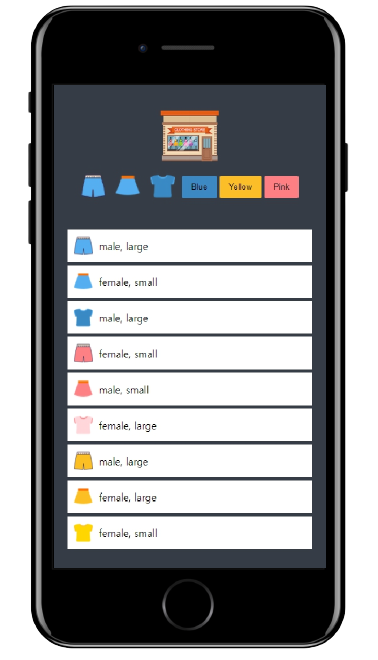 CLOTHING STORE
Blue Yellow Pink
male, large
female, small
male, large
female, small
male, small
female, large
male, large
female, large
female, small